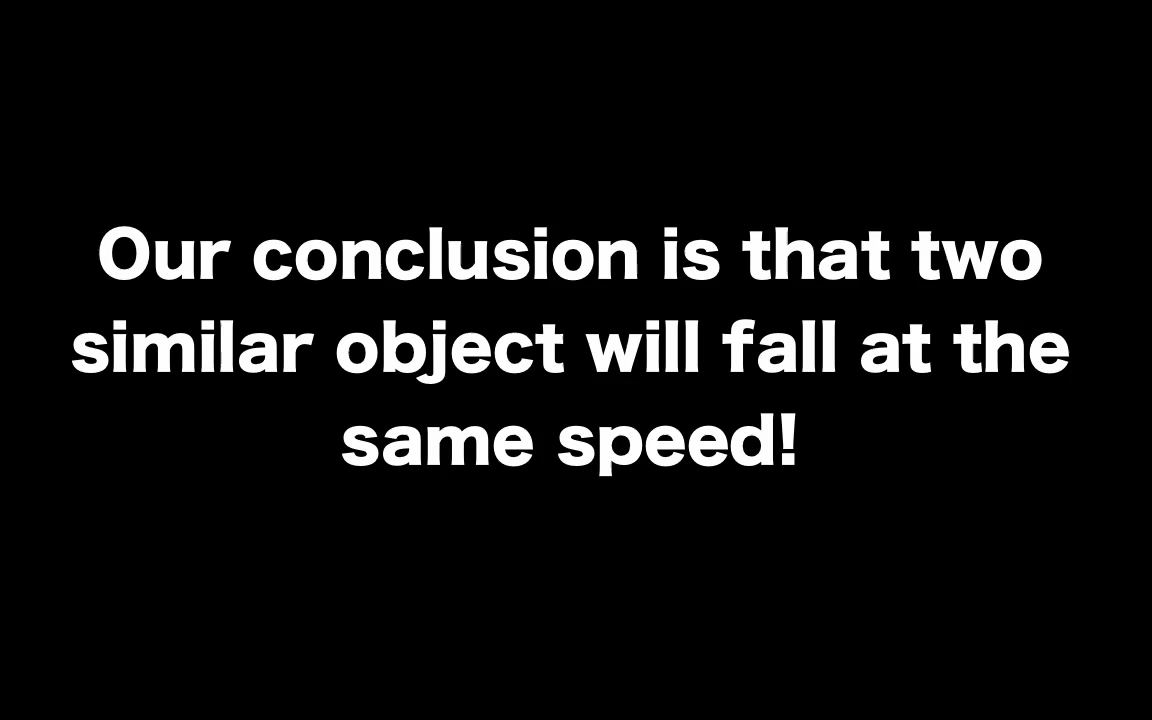 Our conclusion is that two
similar object will fall at the
same speed!